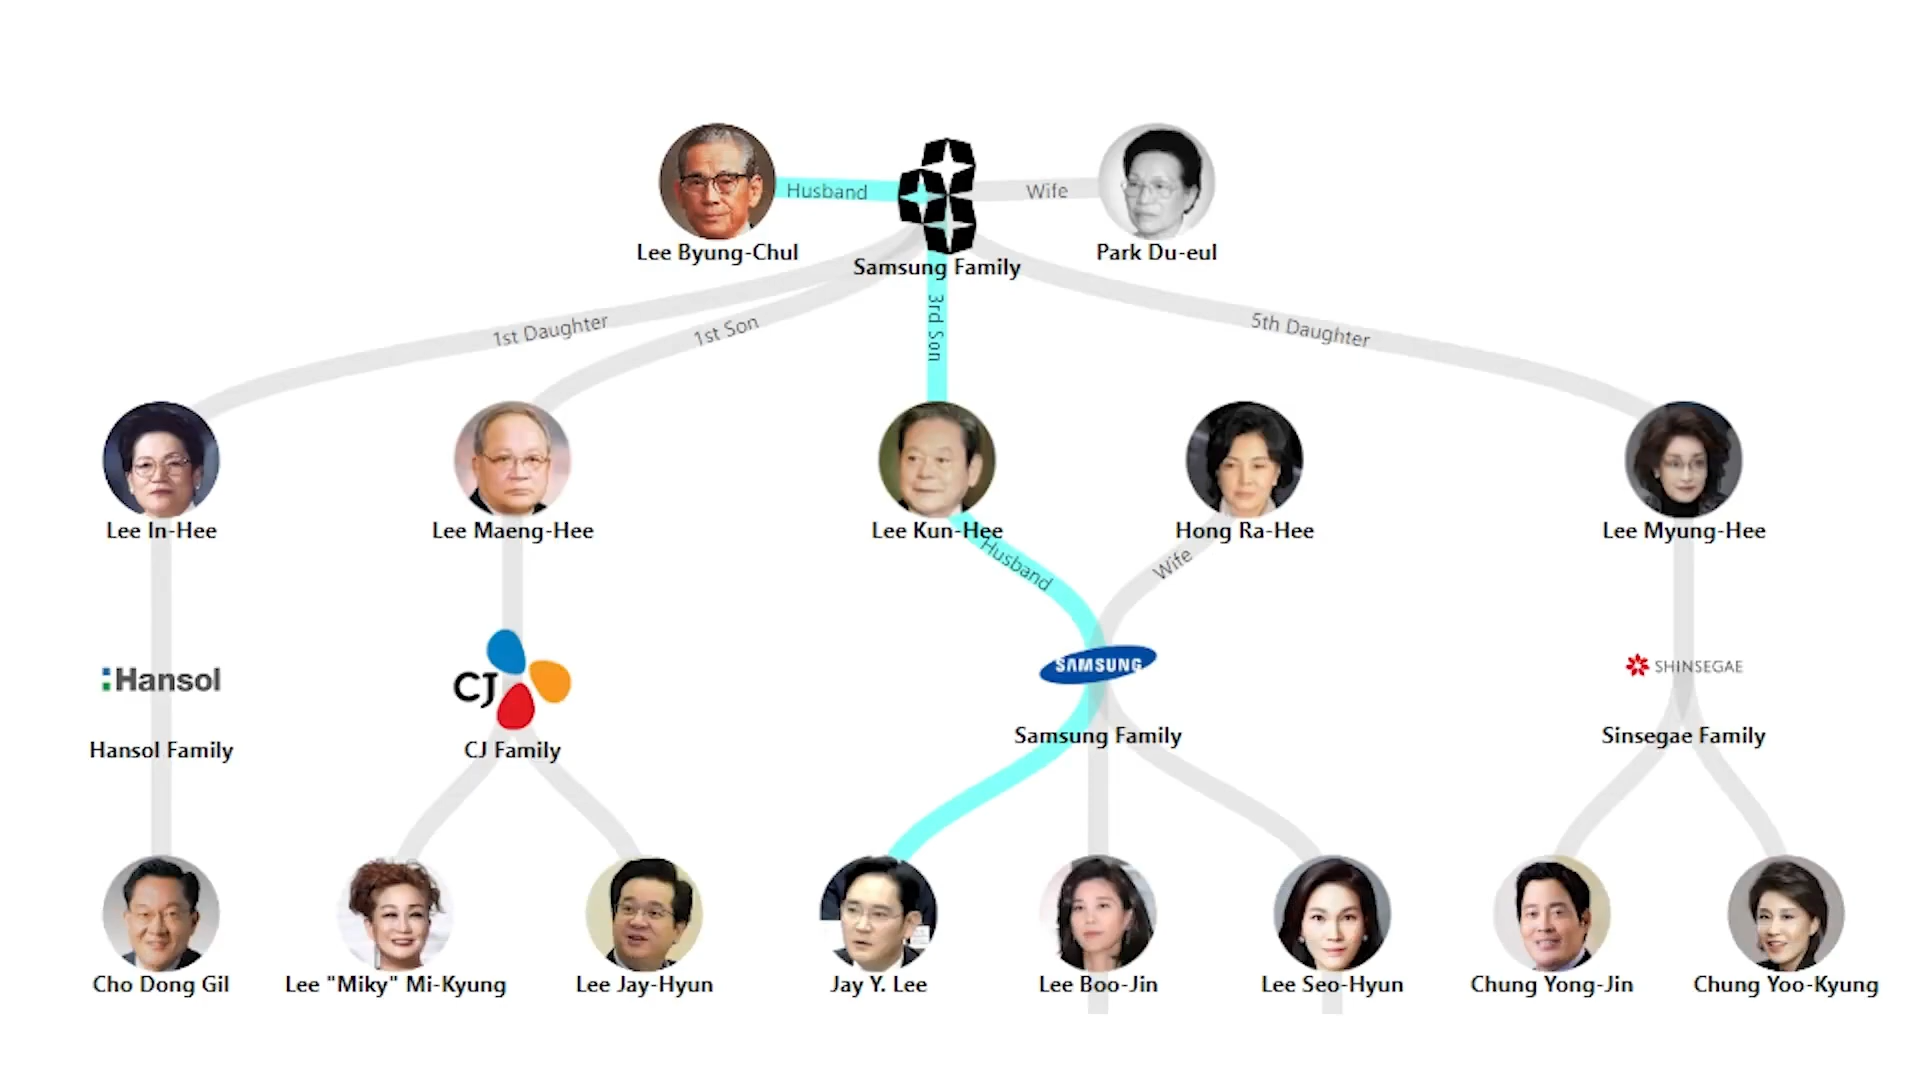 Husband
Wife
Lee Byung-Chul
Samsung Family
Park Du-eul
1st Daughter
1st Son
3rd Son
5th Daughter
Lee In-Hee
Lee Maeng-Hee
Lee Kun-Hee
Hong Ra-Hee
Lee Myung-Hee
Husband
Wife
Hansol
CJ
SAMSUNG
SHINSEGAE
Hansol Family
CJ Family
Samsung Family
Sinsegae Family
Cho Dong Gil
Lee "Miky" Mi-Kyung
Lee Jay-Hyun
Jay Y. Lee
Lee Boo-Jin
Lee Seo-Hyun
Chung Yong-Jin
Chung Yoo-Kyung